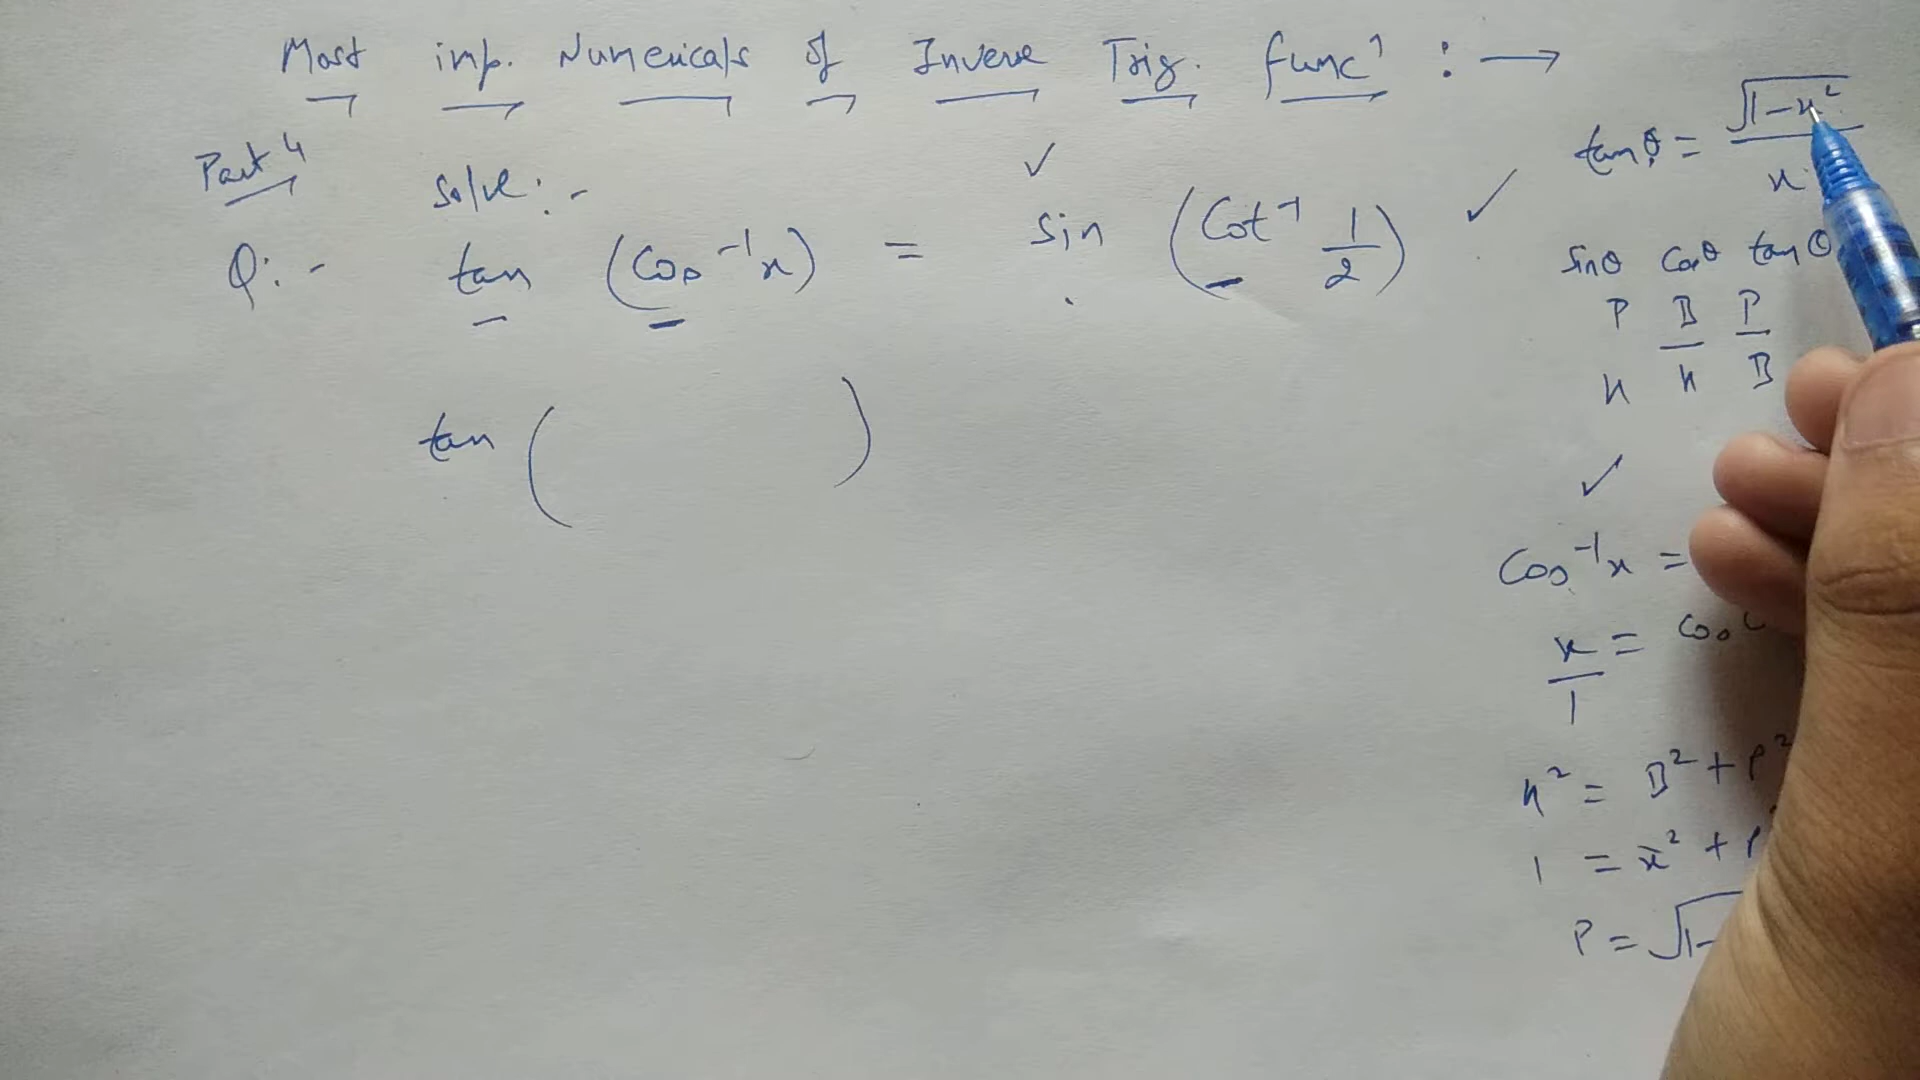 Most imp. Numericals of Inverse Trig. Func^n : →
Part 4
Solve :-
Q:- tan (Cos⁻¹x) = sin (Cot⁻¹ 1/2) ✓
tan ( )
tanθ = √(1-x²)/x
sinθ cosθ tanθ
P/H B/H P/B
Cos⁻¹x =
x/1 = cos
H² = B² + P²
1 = x² + P
P = √1-